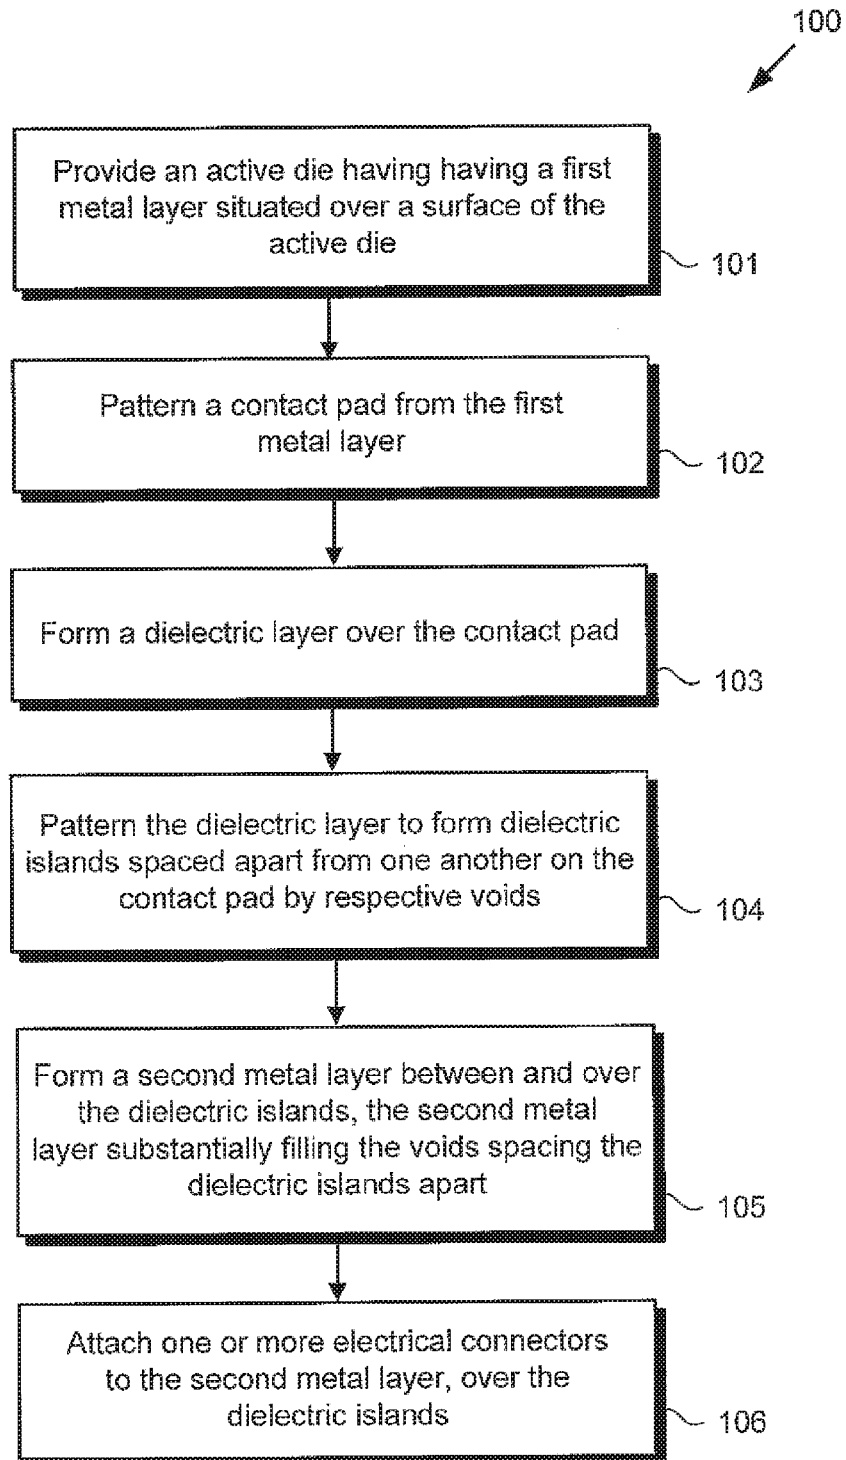 100
Provide an active die having having a first
metal layer situated over a surface of the
active die
101
Pattern a contact pad from the first
metal layer
102
Form a dielectric layer over the contact pad
103
Pattern the dielectric layer to form dielectric
islands spaced apart from one another on the
contact pad by respective voids
104
Form a second metal layer between and over
the dielectric islands, the second metal
layer substantially filling the voids spacing the
dielectric islands apart
105
Attach one or more electrical connectors
to the second metal layer, over the
dielectric islands
106